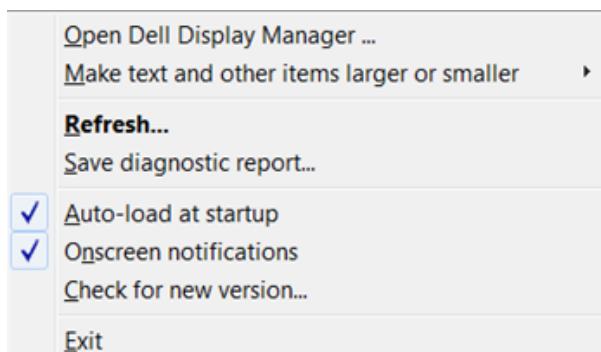 Open Dell Display Manager ...
Make text and other items larger or smaller
Refresh...
Save diagnostic report...
Auto-load at startup
Onscreen notifications
Check for new version...
Exit